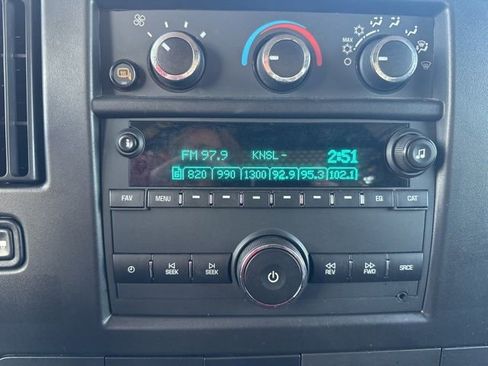 MAX
FM 97.9 KNSL- 2:51
820 990 1300 92.9 95.3 102.1
FAV MENU EQ CAT
SEEK SEEK REV FWD SRCE